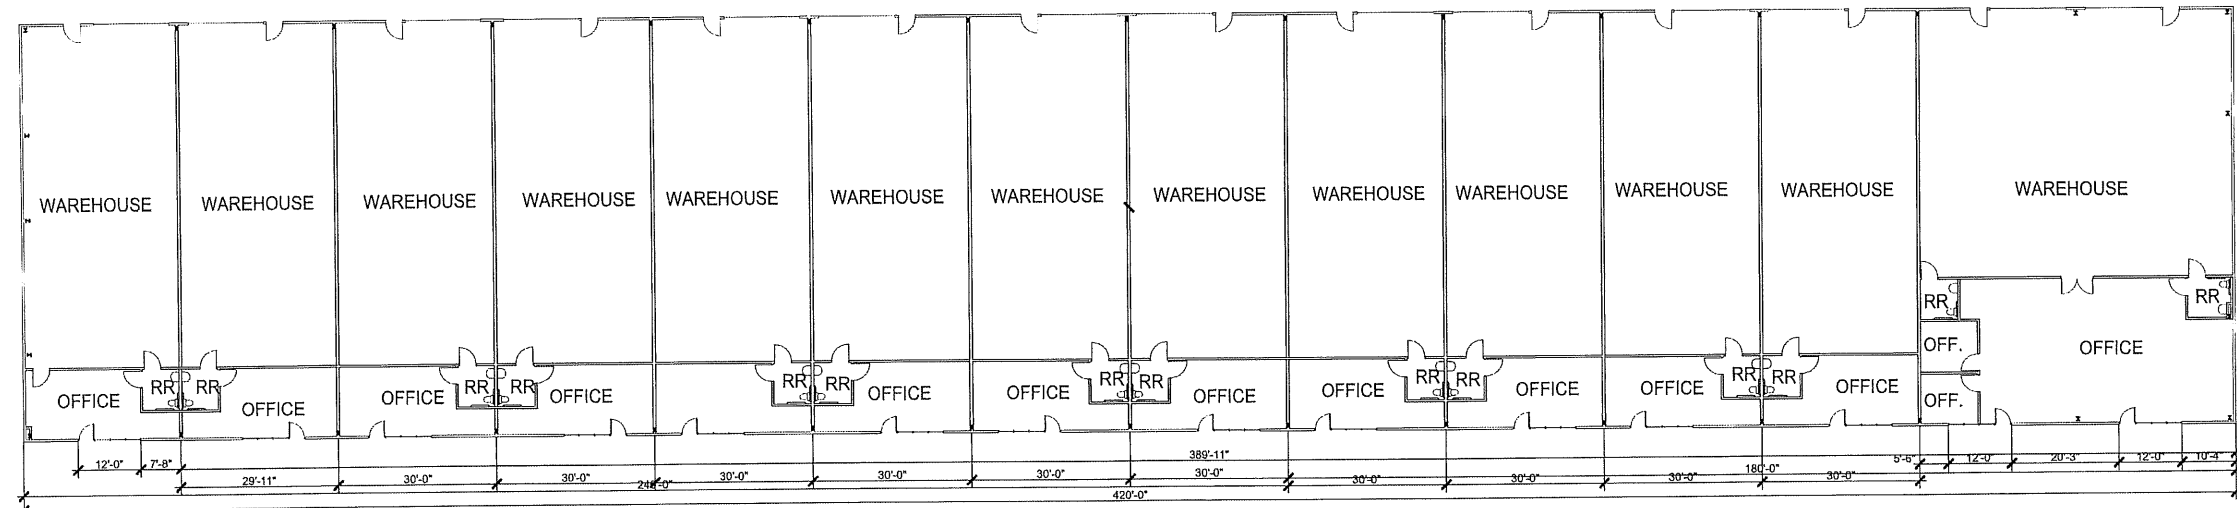 WAREHOUSE WAREHOUSE WAREHOUSE WAREHOUSE WAREHOUSE WAREHOUSE WAREHOUSE WAREHOUSE WAREHOUSE WAREHOUSE WAREHOUSE WAREHOUSE WAREHOUSE
RR RR
OFF. OFFICE
RR RR RR RR RR RR RR RR RR RR RR RR
OFFICE OFFICE OFFICE OFFICE OFFICE OFFICE OFFICE OFFICE OFFICE OFFICE OFFICE OFF.
12'-0" 7'-8" 389'-11" 5'-6" 12'-0" 20'-3" 12'-0" 10'-4"
180'-0"
29'-11" 30'-0" 30'-0" 30'-0" 30'-0" 30'-0" 30'-0" 30'-0" 30'-0" 30'-0" 30'-0"
420'-0"